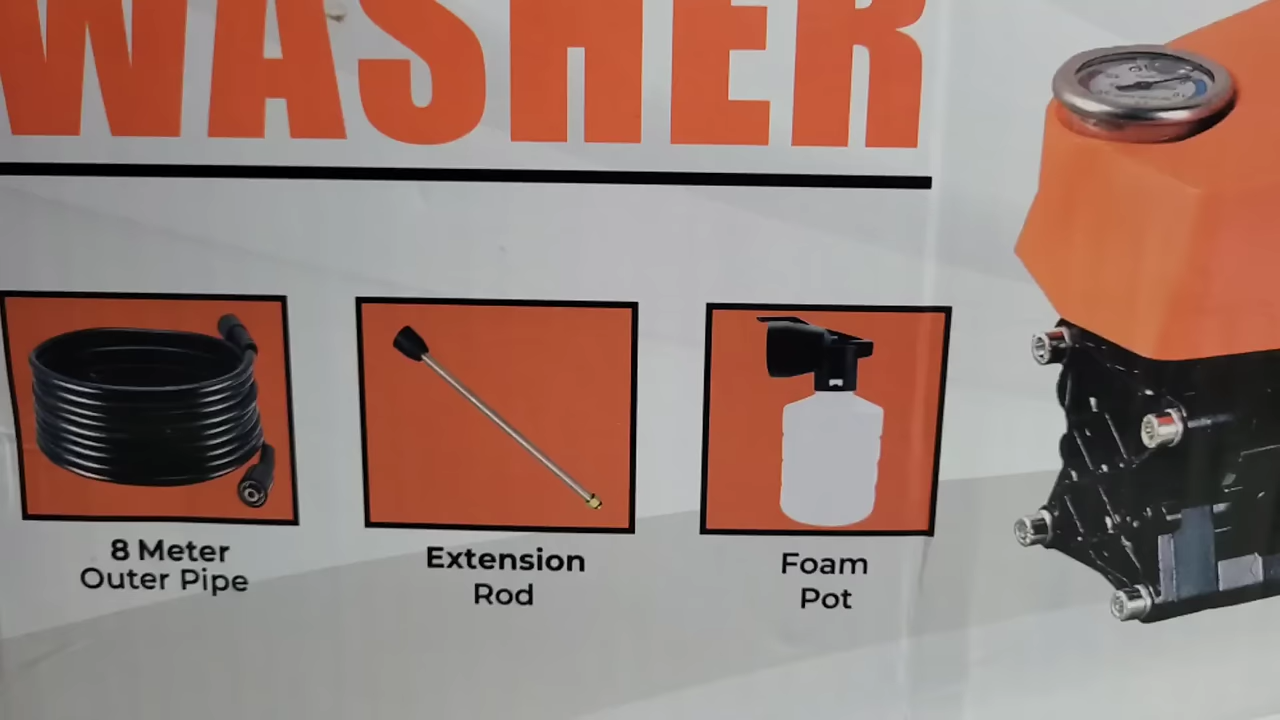 WASHER
8 Meter
Outer Pipe
Extension
Rod
Foam
Pot